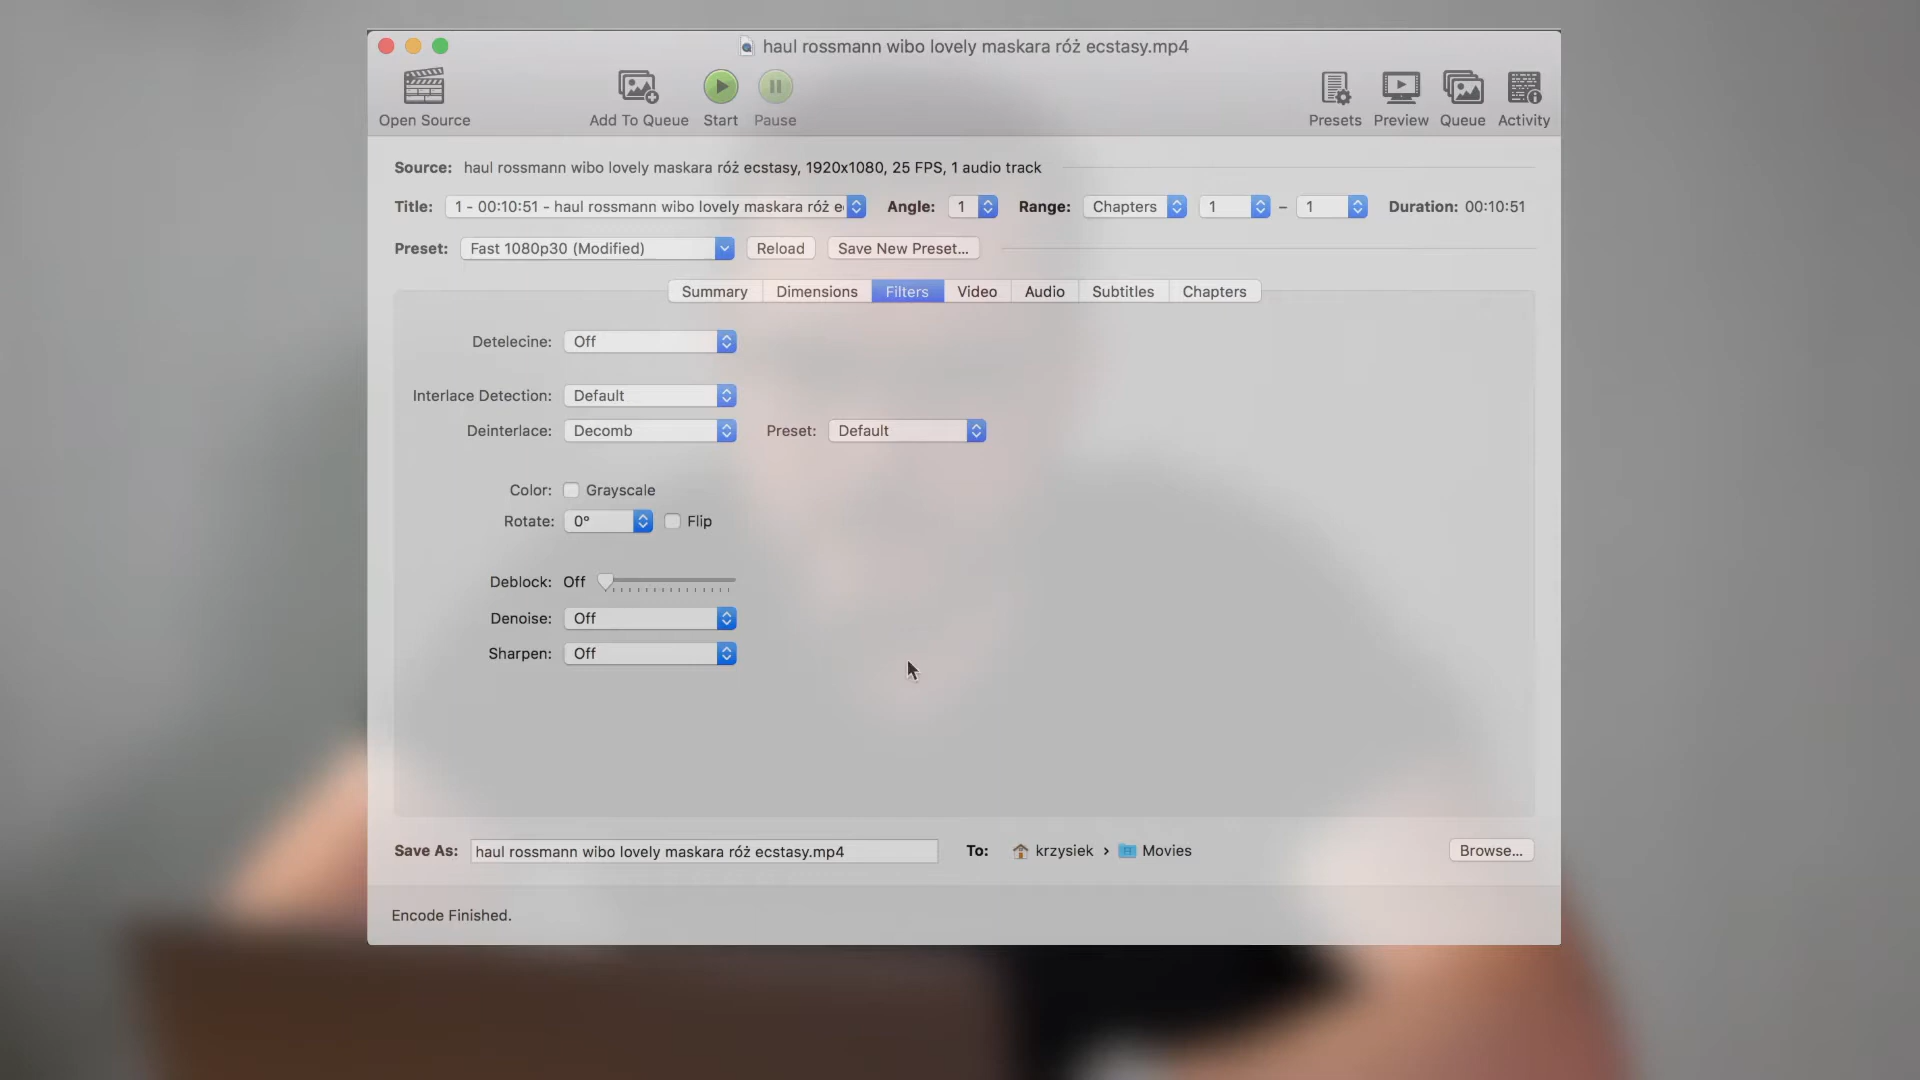 haul rossmann wibo lovely maskara róż ecstasy.mp4
Open Source
Add To Queue
Start
Pause
Presets
Preview
Queue
Activity
Source: haul rossmann wibo lovely maskara róż ecstasy, 1920x1080, 25 FPS, 1 audio track
Title: 1 - 00:10:51 - haul rossmann wibo lovely maskara róż e Angle: 1 Range: Chapters 1 – 1 Duration: 00:10:51
Preset: Fast 1080p30 (Modified) Reload Save New Preset...
Summary Dimensions Filters Video Audio Subtitles Chapters
Detelecine: Off
Interlace Detection: Default
Deinterlace: Decomb Preset: Default
Color: Grayscale
Rotate: 0° Flip
Deblock: Off
Denoise: Off
Sharpen: Off
Save As: haul rossmann wibo lovely maskara róż ecstasy.mp4 To: krzysiek › Movies Browse...
Encode Finished.